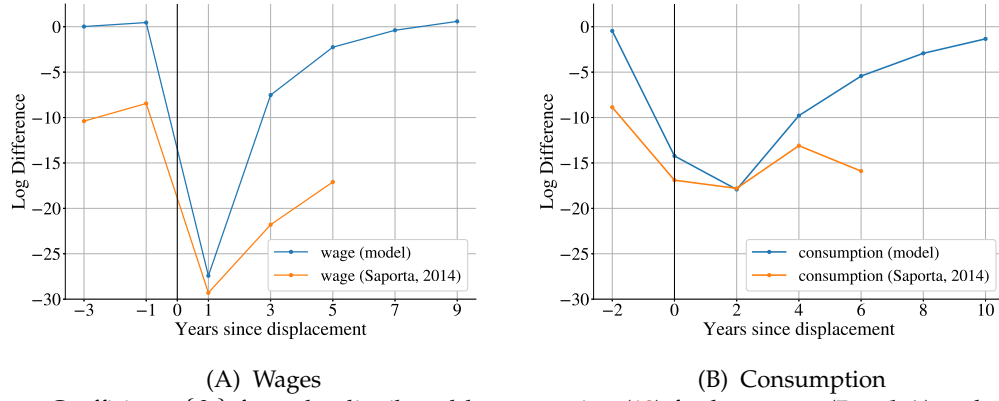 0
−5
−10
−15
−20
−25
−30
Log Difference
−3 −1 0 1 3 5 7 9
Years since displacement
wage (model)
wage (Saporta, 2014)
(A) Wages
0
−5
−10
−15
−20
−25
−30
Log Difference
−2 0 2 4 6 8 10
Years since displacement
consumption (model)
consumption (Saporta, 2014)
(B) Consumption